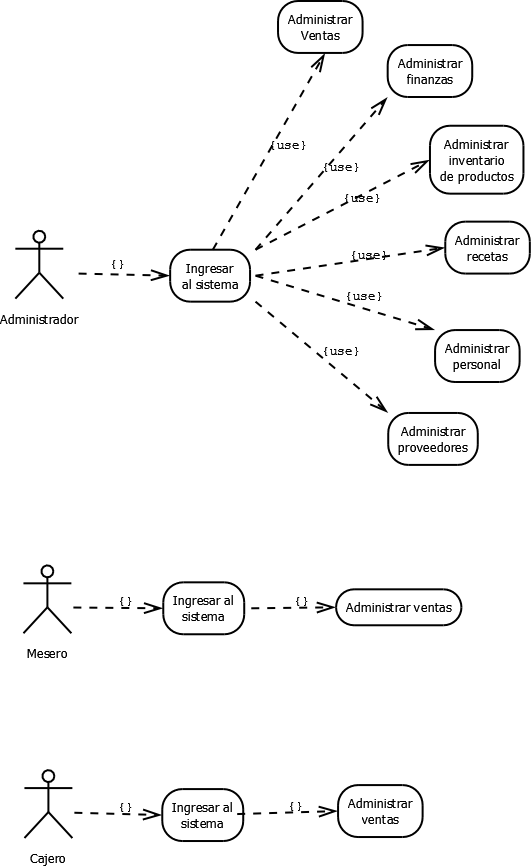 Administrar
Ventas
Administrar
finanzas
{use}
Administrar
inventario
de productos
{use}
{use}
Administrar
recetas
{use}
{}
Ingresar
al sistema
{use}
Administrador
Administrar
personal
{use}
Administrar
proveedores
{}
Ingresar al
sistema
{}
Administrar ventas
Mesero
{}
Ingresar al
sistema
{}
Administrar
ventas
Cajero